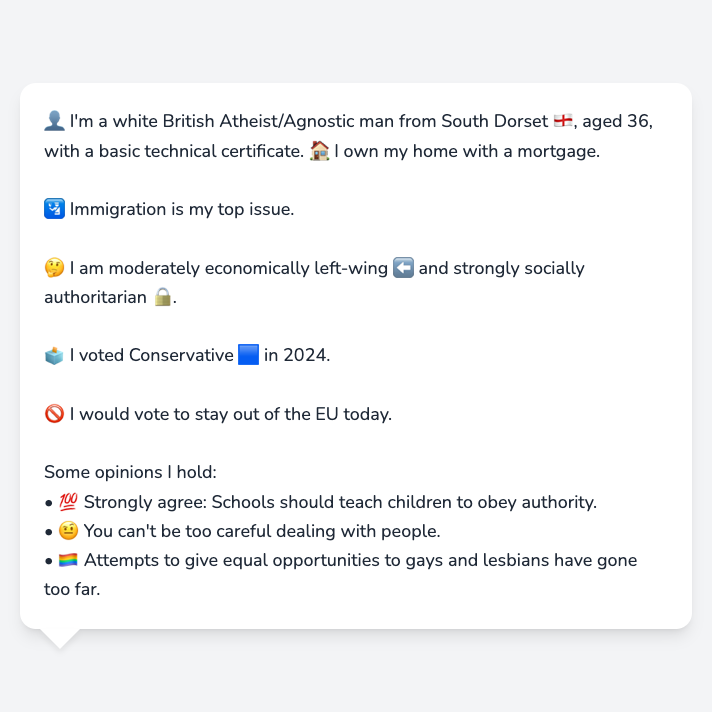 👤 I'm a white British Atheist/Agnostic man from South Dorset 🏴󠁧󠁢󠁥󠁮󠁧󠁿, aged 36,
with a basic technical certificate. 🏠 I own my home with a mortgage.
🛂 Immigration is my top issue.
🤔 I am moderately economically left-wing ⬅️ and strongly socially
authoritarian 🔒.
🗳️ I voted Conservative 🟦 in 2024.
🚫 I would vote to stay out of the EU today.
Some opinions I hold:
• 💯 Strongly agree: Schools should teach children to obey authority.
• 🤨 You can't be too careful dealing with people.
• 🏳️‍🌈 Attempts to give equal opportunities to gays and lesbians have gone
too far.